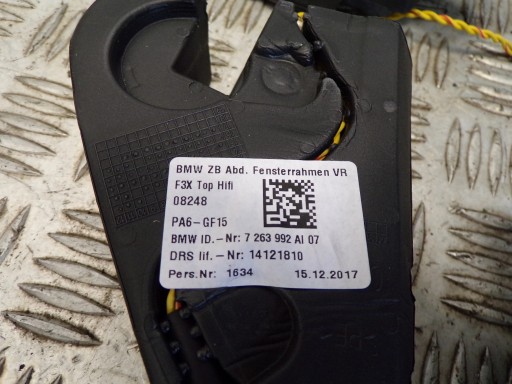 BMW ZB Abd. Fensterrahmen VR
F3X Top Hifi
08248
PA6-GF15
BMW ID.-Nr: 7 263 992 AI 07
DRS lif.-Nr: 14121810
Pers.Nr: 1634 15.12.2017